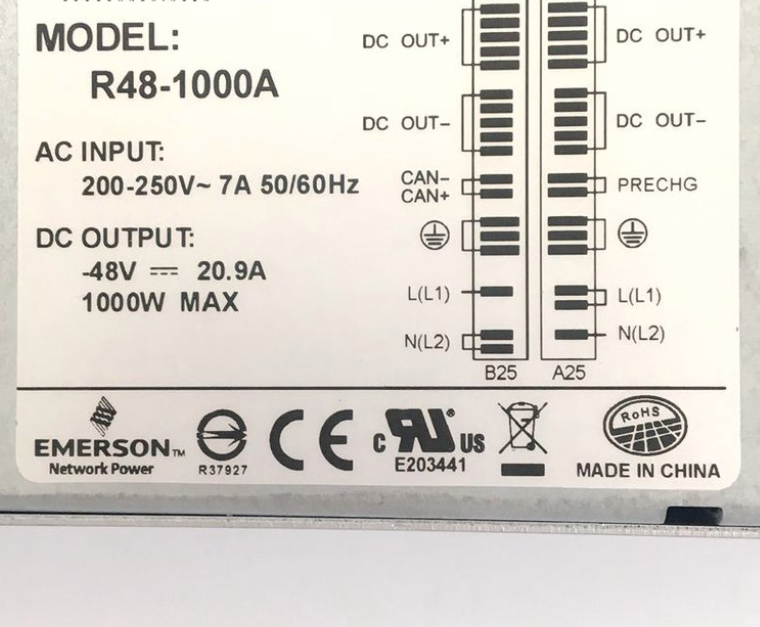 MODEL:
R48-1000A
AC INPUT:
200-250V~ 7A 50/60Hz
DC OUTPUT:
-48V ⎓ 20.9A
1000W MAX
DC OUT+
DC OUT+
DC OUT–
DC OUT–
CAN–
CAN+
PRECHG
L(L1)
L(L1)
N(L2)
N(L2)
B25 A25
EMERSON™
Network Power
R37927
CE
c RU® US
E203441
RoHS
MADE IN CHINA